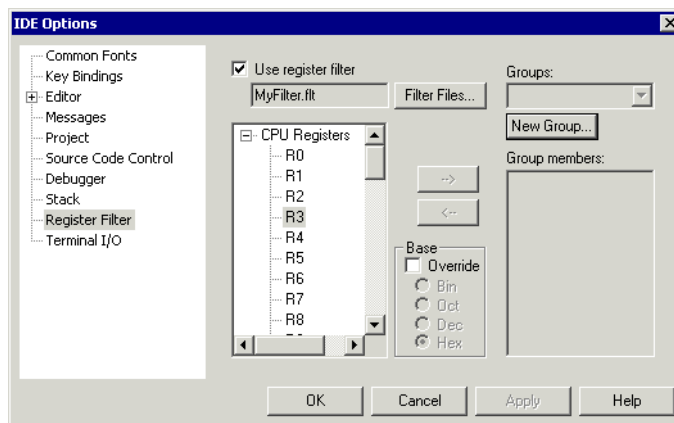 IDE Options
Common Fonts
Key Bindings
Editor
Messages
Project
Source Code Control
Debugger
Stack
Register Filter
Terminal I/O
Use register filter
MyFilter.flt
Filter Files...
CPU Registers
R0
R1
R2
R3
R4
R5
R6
R7
R8
-->
<--
Base
Override
Bin
Oct
Dec
Hex
Groups:
New Group...
Group members:
OK
Cancel
Apply
Help